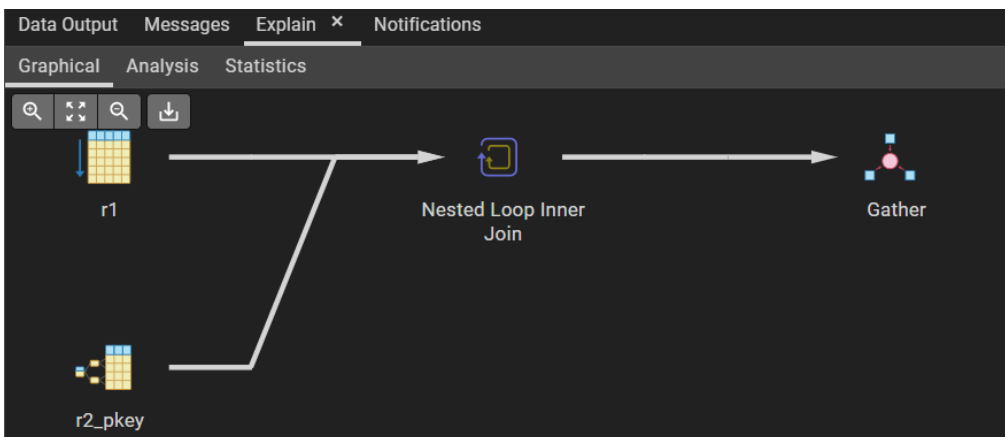 Data Output Messages Explain × Notifications
Graphical Analysis Statistics
r1
Nested Loop Inner
Join
Gather
r2_pkey